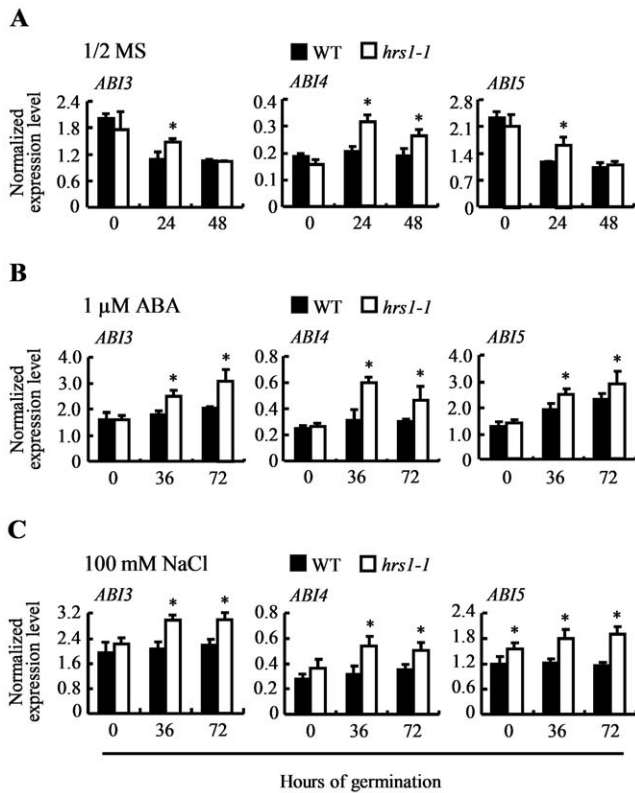 A
1/2 MS
WT hrs1-1
ABI3 ABI4 ABI5
Normalized expression level
2.4
1.8
1.2
0.6
* 
0 24 48
0.4
0.3
0.2
0.1
0
* *
0 24 48
2.8
2.1
1.4
0.7
0
*
0 24 48
B
1 μM ABA
WT hrs1-1
ABI3 ABI4 ABI5
Normalized expression level
4.0
3.0
2.0
1.0
* *
0 36 72
0.8
0.6
0.4
0.2
0
* *
0 36 72
4.0
3.0
2.0
1.0
0
* *
0 36 72
C
100 mM NaCl
WT hrs1-1
ABI3 ABI4 ABI5
Normalized expression level
3.2
2.4
1.6
0.8
* *
0 36 72
0.8
0.6
0.4
0.2
0
* *
0 36 72
2.4
1.8
1.2
0.6
0
* * *
0 36 72
Hours of germination